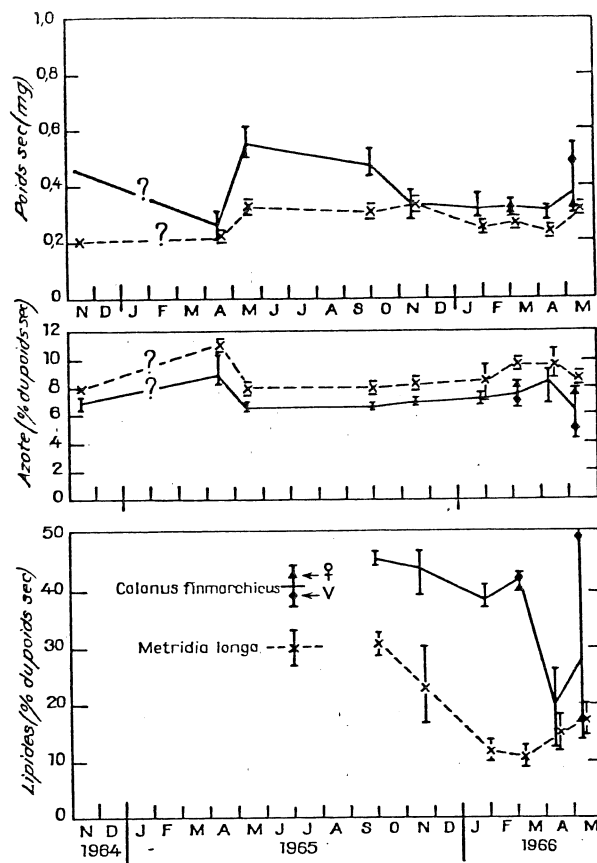 Poids sec (mg)
1,0
0,8
0,6
0,4
0,2
0
?
?
N D J F M A M J J A S O N D J F M A M
Azote (% du poids sec)
12
10
8
6
4
2
0
?
?
Lipides (% du poids sec)
50
40
30
20
10
0
Calanus finmarchicus
♀
V
Metridia longa
N D J F M A M J J A S O N D J F M A M
1964 1965 1966